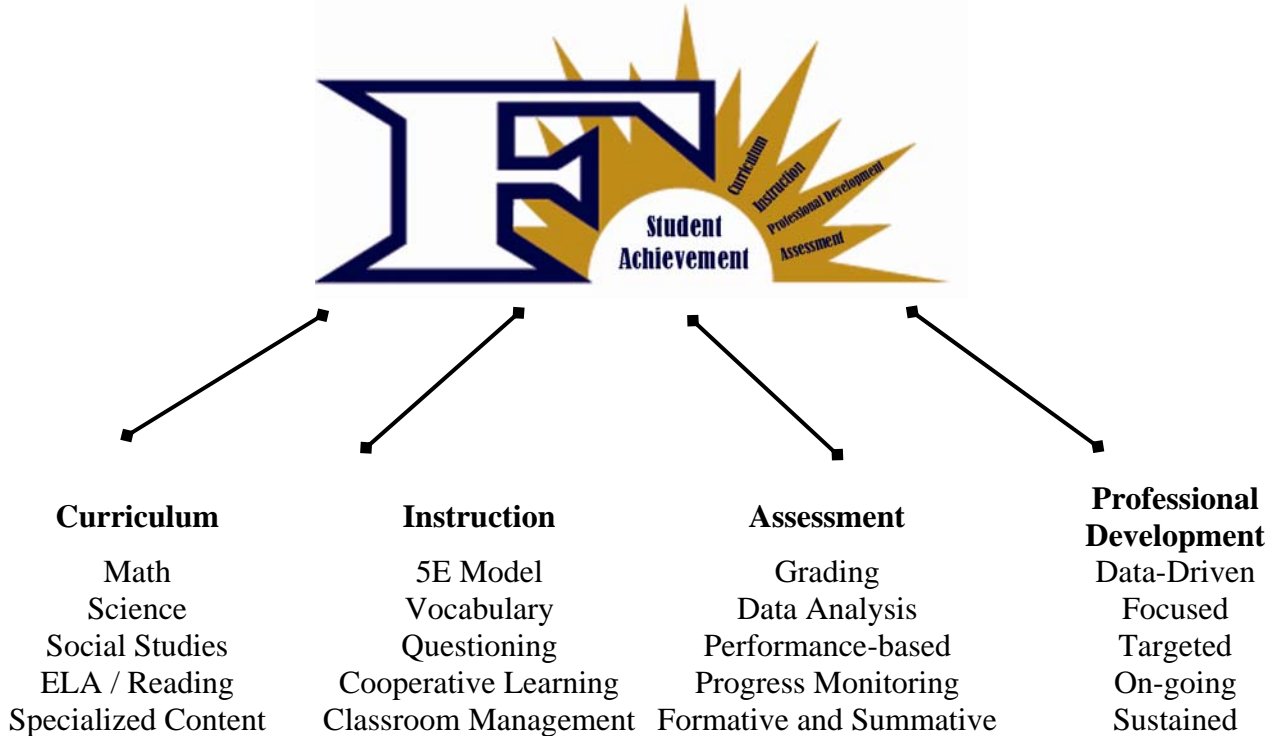 F
Curriculum
Instruction
Professional Development
Assessment
Student
Achievement
Curriculum
Math
Science
Social Studies
ELA / Reading
Specialized Content
Instruction
5E Model
Vocabulary
Questioning
Cooperative Learning
Classroom Management
Assessment
Grading
Data Analysis
Performance-based
Progress Monitoring
Formative and Summative
Professional
Development
Data-Driven
Focused
Targeted
On-going
Sustained